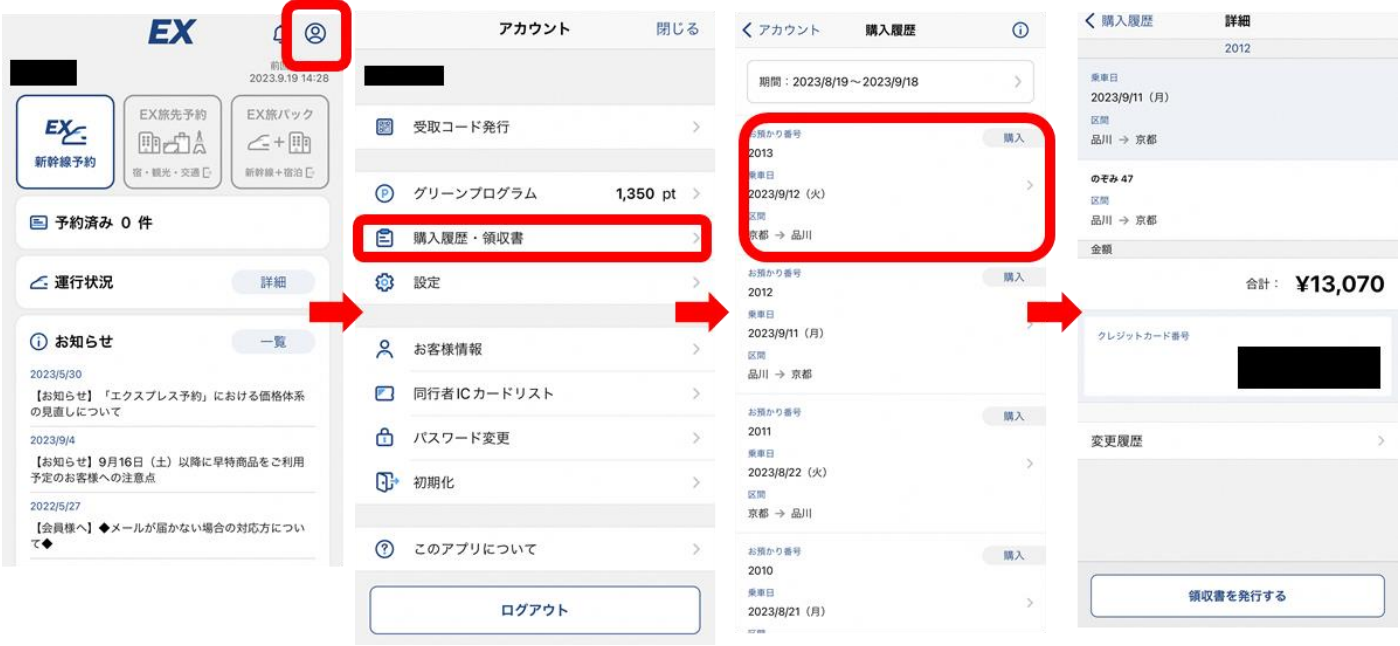 EX
前回
2023.9.19 14:28
EX
新幹線予約
EX旅先予約
宿・観光・交通
EX旅パック
新幹線+宿泊
予約済み 0 件
運行状況
詳細
お知らせ
一覧
2023/5/30
【お知らせ】「エクスプレス予約」における価格体系
の見直しについて
2023/9/4
【お知らせ】9月16日（土）以降に早特商品をご利用
予定のお客様への注意点
2022/5/27
【会員様へ】◆メールが届かない場合の対応方につい
て◆
アカウント
閉じる
受取コード発行
グリーンプログラム
1,350 pt
購入履歴・領収書
設定
お客様情報
同行者ICカードリスト
パスワード変更
初期化
このアプリについて
ログアウト
アカウント
購入履歴
期間：2023/8/19～2023/9/18
お預かり番号
購入
2013
乗車日
2023/9/12（火）
区間
京都 → 品川
お預かり番号
購入
2012
乗車日
2023/9/11（月）
区間
品川 → 京都
お預かり番号
購入
2011
乗車日
2023/8/22（火）
区間
京都 → 品川
お預かり番号
購入
2010
乗車日
2023/8/21（月）
区間
購入履歴
詳細
2012
乗車日
2023/9/11（月）
区間
品川 → 京都
のぞみ 47
区間
品川 → 京都
金額
合計： ¥13,070
クレジットカード番号
変更履歴
領収書を発行する